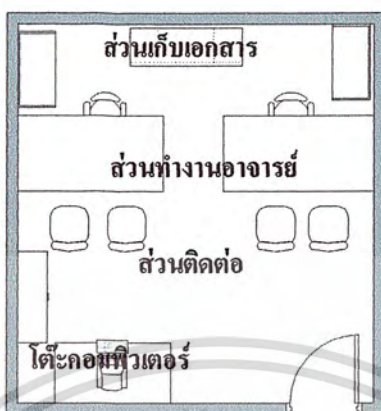 ส่วนเก็บเอกสาร
ส่วนทำงานอาจารย์
ส่วนติดต่อ
โต๊ะคอมพิวเตอร์